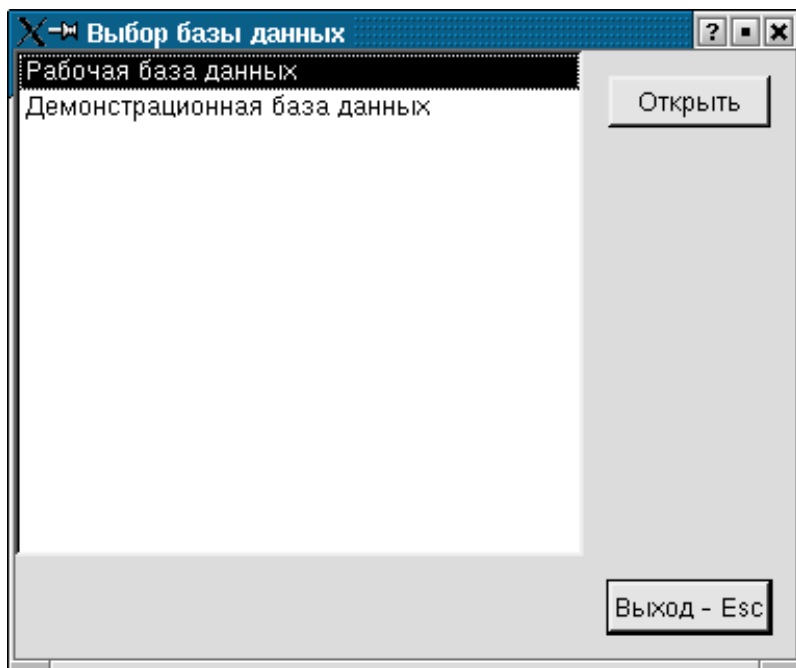 Выбор базы данных
Рабочая база данных
Демонстрационная база данных
Открыть
Выход - Esc